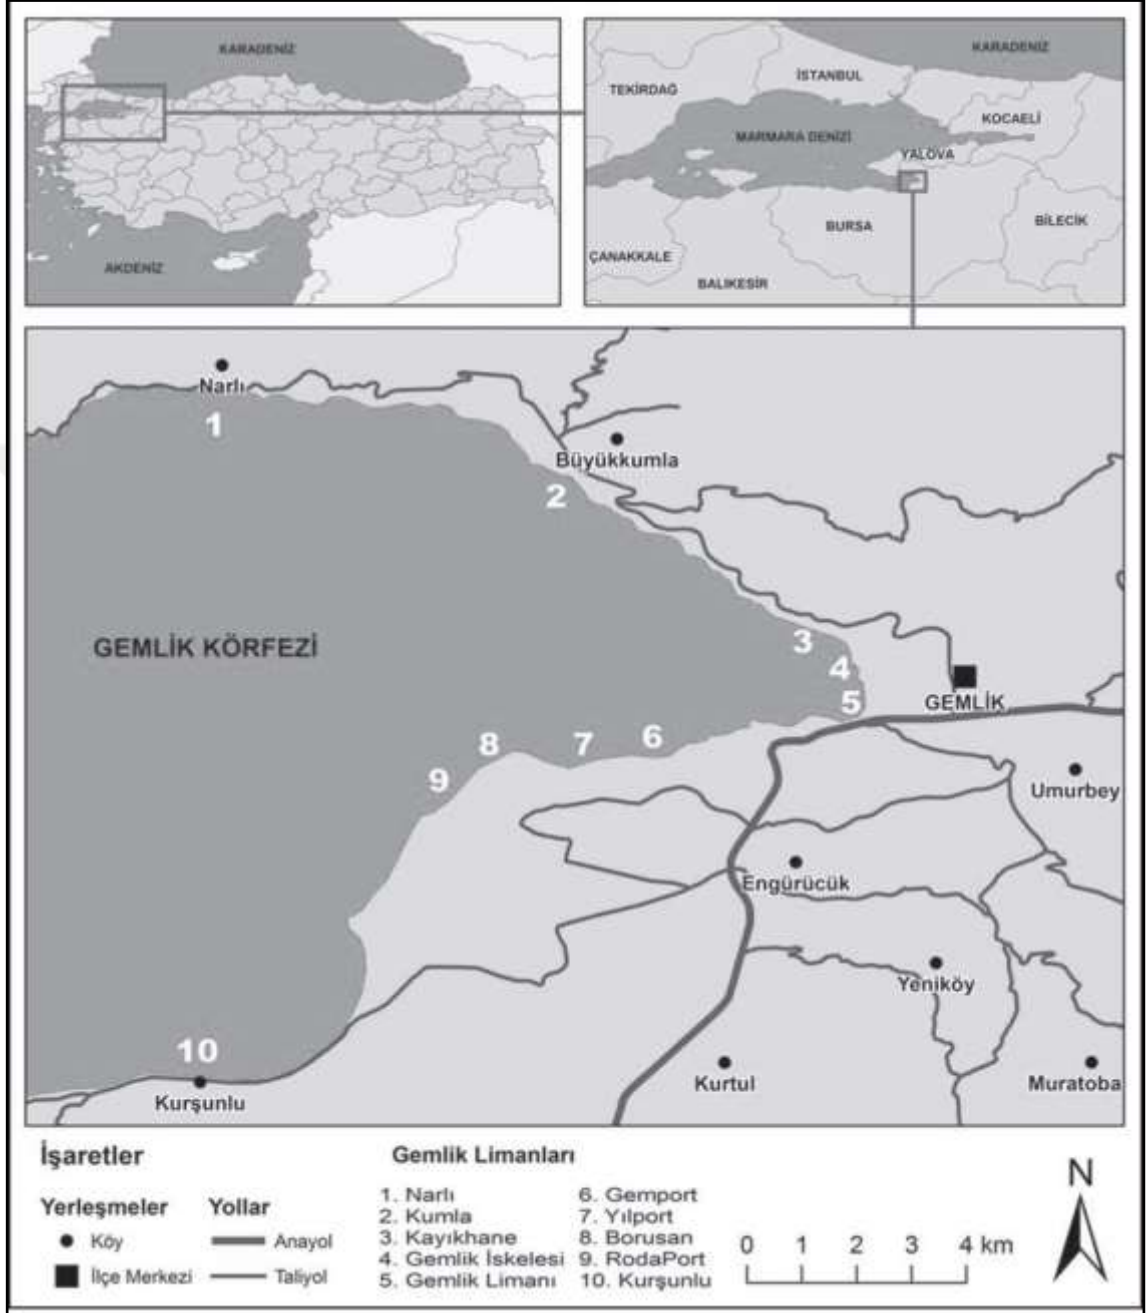 KARADENİZ
AKDENİZ
KARADENİZ
TEKİRDAĞ
İSTANBUL
KOCAELİ
MARMARA DENİZİ
YALOVA
BURSA
BİLECİK
ÇANAKKALE
BALIKESİR
Narlı
1
Büyükkumla
2
GEMLİK KÖRFEZİ
3
4
5
GEMLİK
6
7
8
9
Umurbey
Engürücük
Yeniköy
10
Kurşunlu
Kurtul
Muratoba
İşaretler
Yerleşmeler
Köy
İlçe Merkezi
Yollar
Anayol
Taliyol
Gemlik Limanları
1. Narlı
2. Kumla
3. Kayıkhane
4. Gemlik İskelesi
5. Gemlik Limanı
6. Gemport
7. Yılport
8. Borusan
9. RodaPort
10. Kurşunlu
0 1 2 3 4 km
N